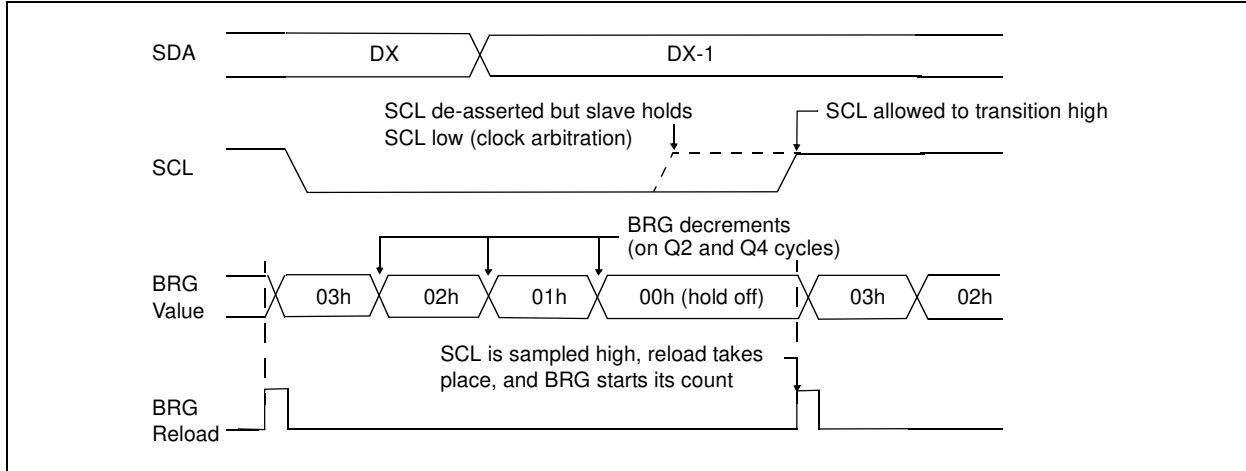 SDA
DX
DX-1
SCL de-asserted but slave holds
SCL low (clock arbitration)
SCL allowed to transition high
SCL
BRG decrements
(on Q2 and Q4 cycles)
BRG
Value
03h
02h
01h
00h (hold off)
03h
02h
SCL is sampled high, reload takes
place, and BRG starts its count
BRG
Reload